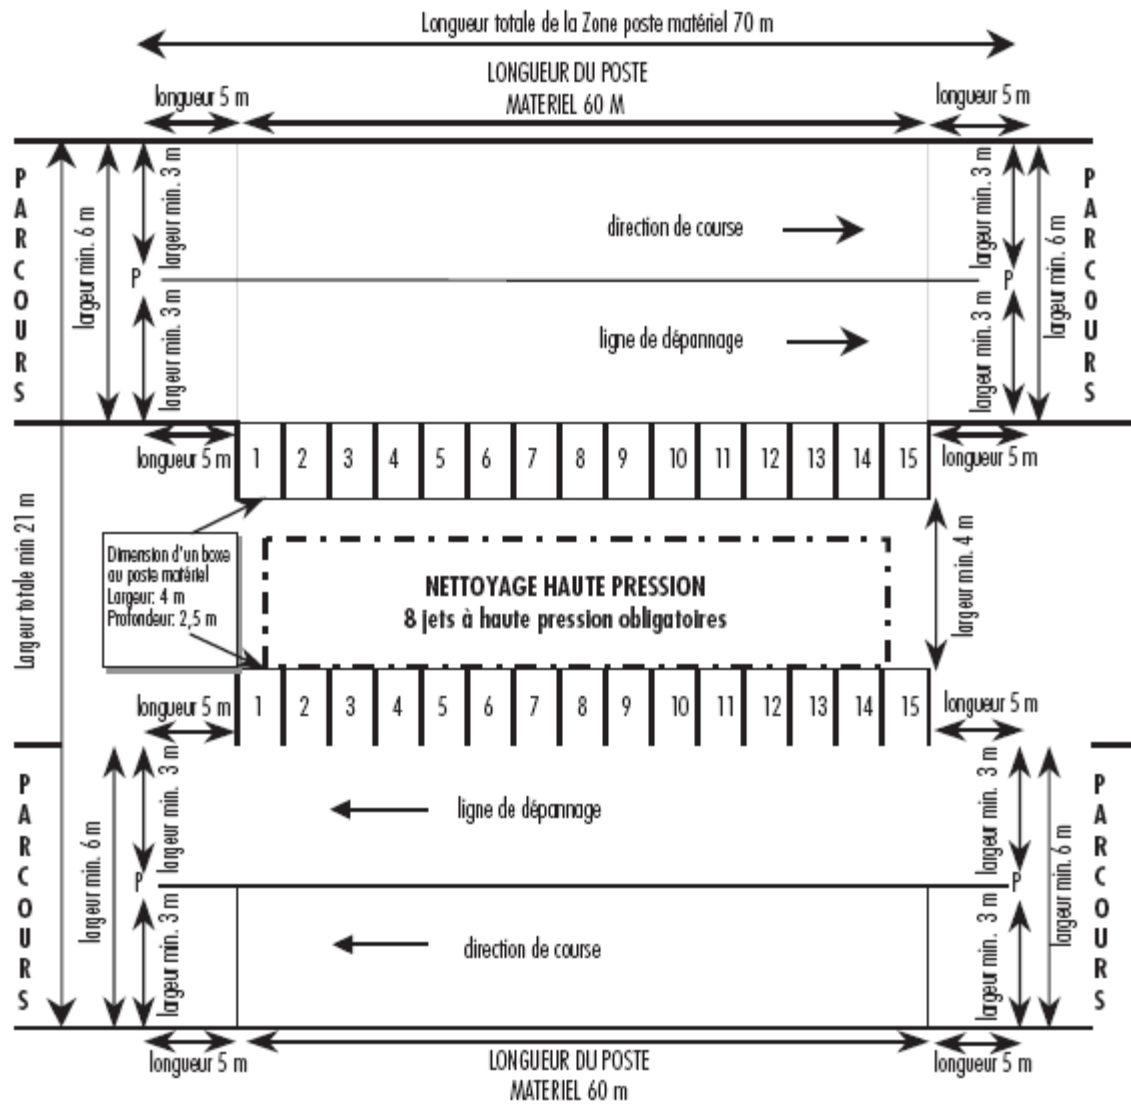 Longueur totale de la Zone poste matériel 70 m
LONGUEUR DU POSTE
MATERIEL 60 M
longueur 5 m
longueur 5 m
PARCOURS
largeur min. 6 m
largeur min. 3 m
P
largeur min. 3 m
direction de course
ligne de dépannage
largeur min. 3 m
P
largeur min. 3 m
largeur min. 6 m
PARCOURS
longueur 5 m
1 2 3 4 5 6 7 8 9 10 11 12 13 14 15
longueur 5 m
Largeur totale min 21 m
Dimension d'un boxe
au poste matériel
Largeur: 4 m
Profondeur: 2,5 m
NETTOYAGE HAUTE PRESSION
8 jets à haute pression obligatoires
largeur min. 4 m
longueur 5 m
1 2 3 4 5 6 7 8 9 10 11 12 13 14 15
longueur 5 m
PARCOURS
largeur min. 6 m
largeur min. 3 m
P
largeur min. 3 m
ligne de dépannage
direction de course
largeur min. 3 m
P
largeur min. 3 m
largeur min. 6 m
PARCOURS
longueur 5 m
LONGUEUR DU POSTE
MATERIEL 60 m
longueur 5 m